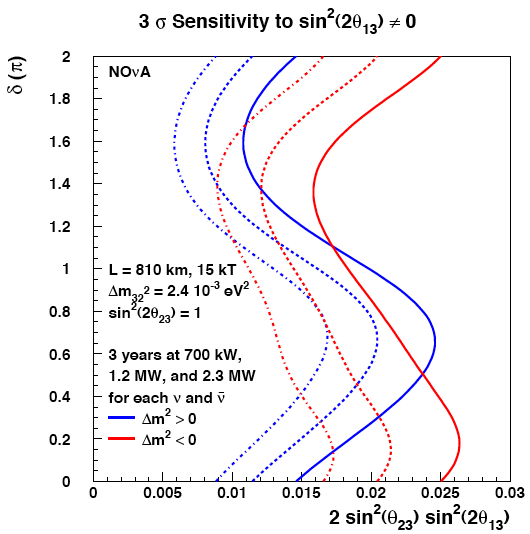 3 σ Sensitivity to sin²(2θ₁₃) ≠ 0
δ (π)
2
1.8
1.6
1.4
1.2
1
0.8
0.6
0.4
0.2
0
NOνA
L = 810 km, 15 kT
Δm₃₂² = 2.4 10⁻³ eV²
sin²(2θ₂₃) = 1
3 years at 700 kW,
1.2 MW, and 2.3 MW
for each ν and ν̄
Δm² > 0
Δm² < 0
0 0.005 0.01 0.015 0.02 0.025 0.03
2 sin²(θ₂₃) sin²(2θ₁₃)